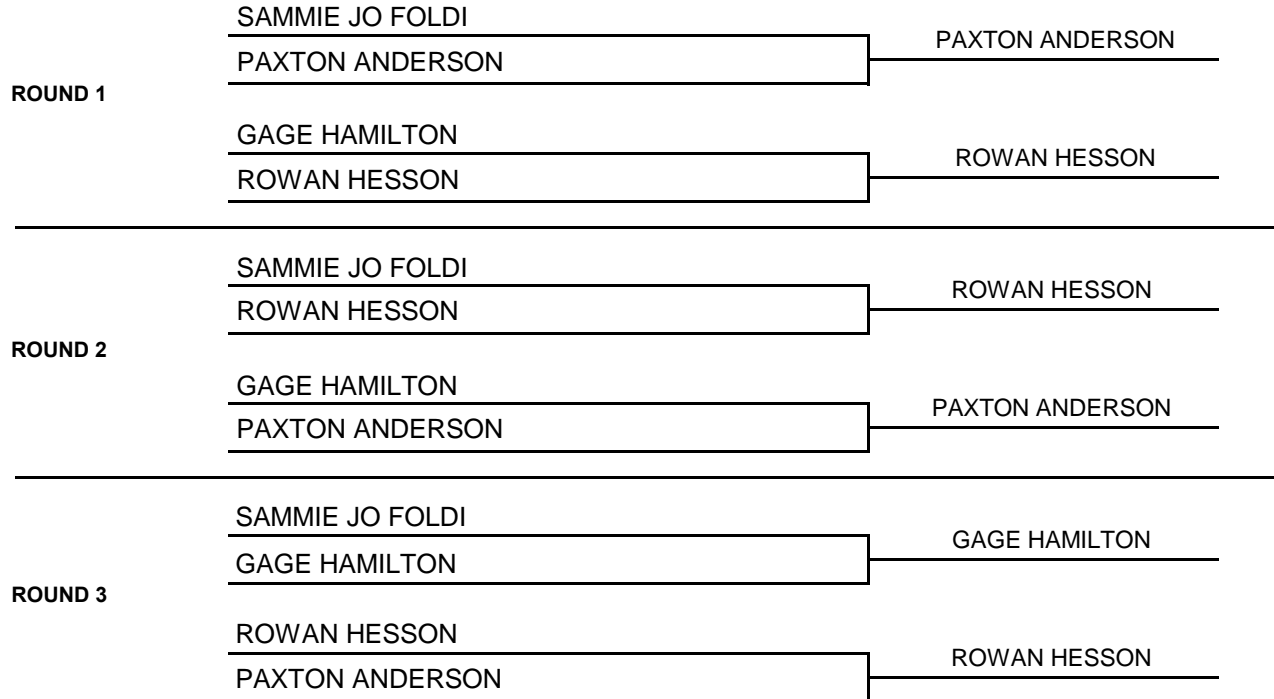 SAMMIE JO FOLDI
PAXTON ANDERSON
PAXTON ANDERSON
ROUND 1
GAGE HAMILTON
ROWAN HESSON
ROWAN HESSON
SAMMIE JO FOLDI
ROWAN HESSON
ROWAN HESSON
ROUND 2
GAGE HAMILTON
PAXTON ANDERSON
PAXTON ANDERSON
SAMMIE JO FOLDI
GAGE HAMILTON
GAGE HAMILTON
ROUND 3
ROWAN HESSON
ROWAN HESSON
PAXTON ANDERSON